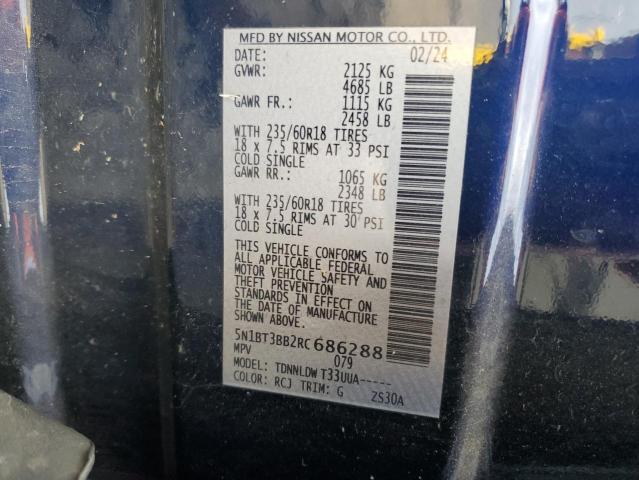 MFD BY NISSAN MOTOR CO., LTD.
DATE: 02/24
GVWR: 2125 KG
4685 LB
GAWR FR.: 1115 KG
2458 LB
WITH 235/60R18 TIRES
18 x 7.5 RIMS AT 33 PSI
COLD SINGLE
GAWR RR.: 1065 KG
2348 LB
WITH 235/60R18 TIRES
18 x 7.5 RIMS AT 30 PSI
COLD SINGLE
THIS VEHICLE CONFORMS TO
ALL APPLICABLE FEDERAL
MOTOR VEHICLE SAFETY AND
THEFT PREVENTION
STANDARDS IN EFFECT ON
THE DATE OF MANUFACTURE
SHOWN ABOVE.
5N1BT3BB2RC686288
MPV 079
MODEL: TDNNLDW T33UUA-----
COLOR: RCJ TRIM: G ZS30A